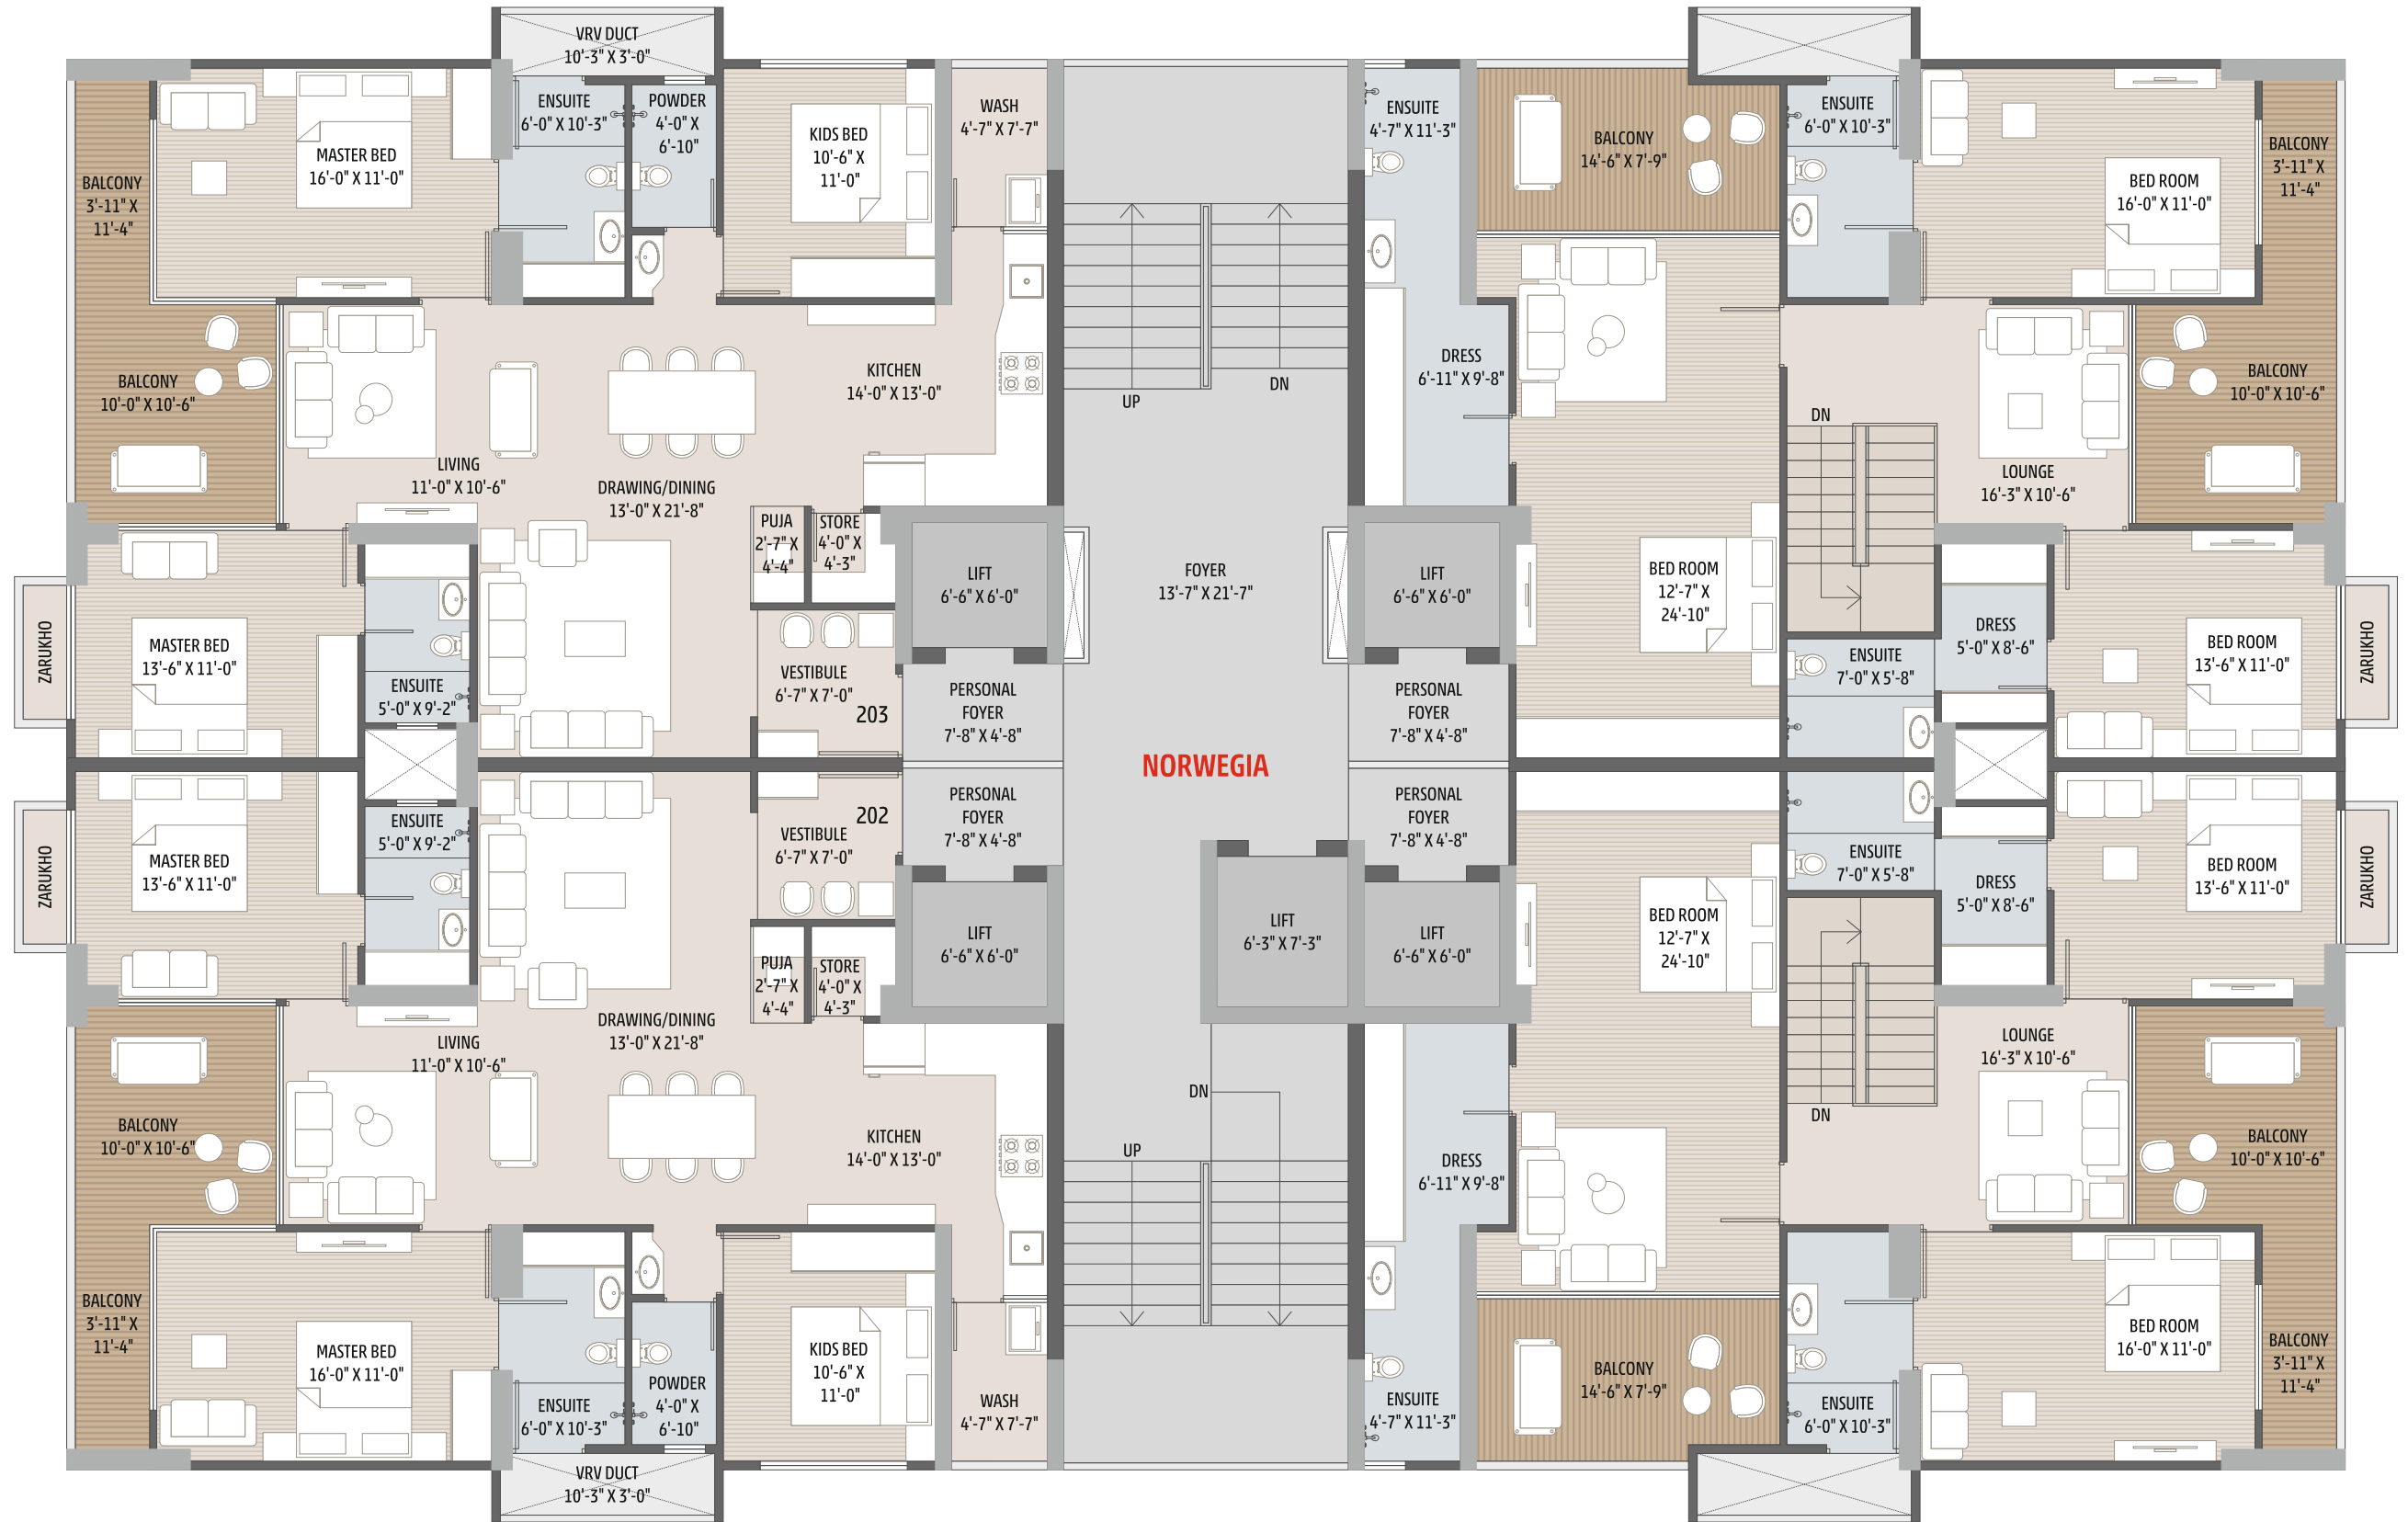 VRV DUCT
10'-3" X 3'-0"
ENSUITE
6'-0" X 10'-3"
POWDER
4'-0" X
6'-10"
KIDS BED
10'-6" X
11'-0"
WASH
4'-7" X 7'-7"
MASTER BED
16'-0" X 11'-0"
BALCONY
3'-11" X
11'-4"
ENSUITE
4'-7" X 11'-3"
BALCONY
14'-6" X 7'-9"
ENSUITE
6'-0" X 10'-3"
BED ROOM
16'-0" X 11'-0"
BALCONY
3'-11" X
11'-4"
BALCONY
10'-0" X 10'-6"
LIVING
11'-0" X 10'-6"
DRAWING/DINING
13'-0" X 21'-8"
KITCHEN
14'-0" X 13'-0"
UP
DN
DRESS
6'-11" X 9'-8"
DN
LOUNGE
16'-3" X 10'-6"
BALCONY
10'-0" X 10'-6"
PUJA
2'-7" X
4'-4"
STORE
4'-0" X
4'-3"
LIFT
6'-6" X 6'-0"
FOYER
13'-7" X 21'-7"
LIFT
6'-6" X 6'-0"
BED ROOM
12'-7" X
24'-10"
ZARUKHO
MASTER BED
13'-6" X 11'-0"
ENSUITE
5'-0" X 9'-2"
VESTIBULE
6'-7" X 7'-0"
203
PERSONAL
FOYER
7'-8" X 4'-8"
PERSONAL
FOYER
7'-8" X 4'-8"
ENSUITE
7'-0" X 5'-8"
DRESS
5'-0" X 8'-6"
BED ROOM
13'-6" X 11'-0"
ZARUKHO
NORWEGIA
ZARUKHO
MASTER BED
13'-6" X 11'-0"
ENSUITE
5'-0" X 9'-2"
VESTIBULE
6'-7" X 7'-0"
202
PERSONAL
FOYER
7'-8" X 4'-8"
PERSONAL
FOYER
7'-8" X 4'-8"
ENSUITE
7'-0" X 5'-8"
DRESS
5'-0" X 8'-6"
BED ROOM
13'-6" X 11'-0"
ZARUKHO
PUJA
2'-7" X
4'-4"
STORE
4'-0" X
4'-3"
LIFT
6'-6" X 6'-0"
LIFT
6'-3" X 7'-3"
LIFT
6'-6" X 6'-0"
BED ROOM
12'-7" X
24'-10"
LIVING
11'-0" X 10'-6"
DRAWING/DINING
13'-0" X 21'-8"
BALCONY
10'-0" X 10'-6"
KITCHEN
14'-0" X 13'-0"
DN
UP
DRESS
6'-11" X 9'-8"
DN
LOUNGE
16'-3" X 10'-6"
BALCONY
10'-0" X 10'-6"
BALCONY
3'-11" X
11'-4"
MASTER BED
16'-0" X 11'-0"
ENSUITE
6'-0" X 10'-3"
POWDER
4'-0" X
6'-10"
KIDS BED
10'-6" X
11'-0"
WASH
4'-7" X 7'-7"
ENSUITE
4'-7" X 11'-3"
BALCONY
14'-6" X 7'-9"
ENSUITE
6'-0" X 10'-3"
BED ROOM
16'-0" X 11'-0"
BALCONY
3'-11" X
11'-4"
VRV DUCT
10'-3" X 3'-0"